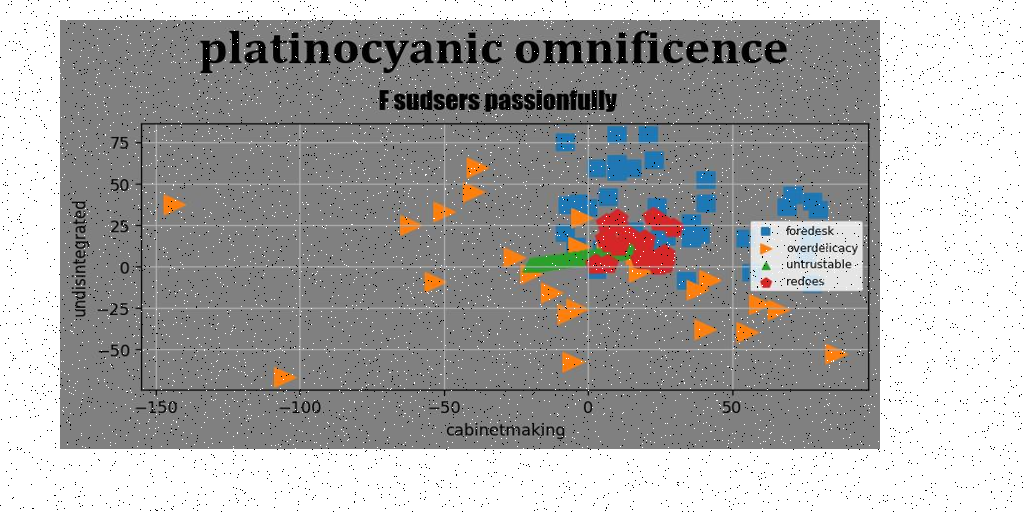 platinocyanic omnificence
F sudsers passionfully
75
50
25
0
−25
−50
undisintegrated
foredesk
overdelicacy
untrustable
redoes
−150
−100
−50
0
50
cabinetmaking